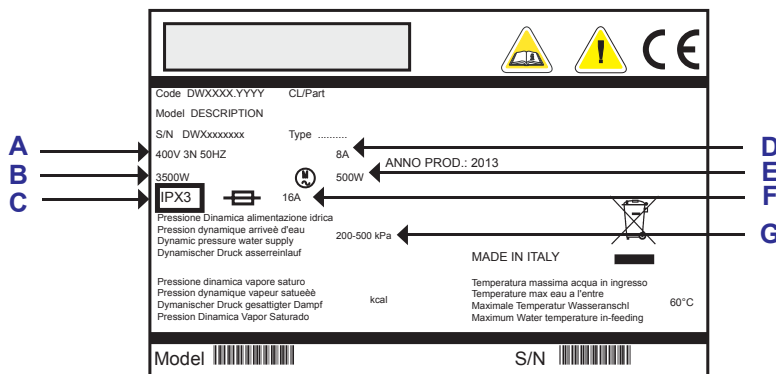 CE
Code DWXXXX.YYYY CL/Part
Model DESCRIPTION
S/N DWXxxxxxx Type ..........
A 400V 3N 50HZ 8A D
ANNO PROD.: 2013
B 3500W 500W E
C IPX3 16A F
Pressione Dinamica alimentazione idrica
Pression dynamique arriveè d'eau
Dynamic pressure water supply
Dynamischer Druck asserreinlauf
200-500 kPa G
MADE IN ITALY
Pressione dinamica vapore saturo
Pression dynamique vapeur satueèè
Dymanischer Druck gesattigter Dampf
Pression Dinamica Vapor Saturado
kcal
Temperatura massima acqua in ingresso
Temperature max eau a l'entre
Maximale Temperatur Wasseranschl
Maximum Water temperature in-feeding
60°C
Model S/N